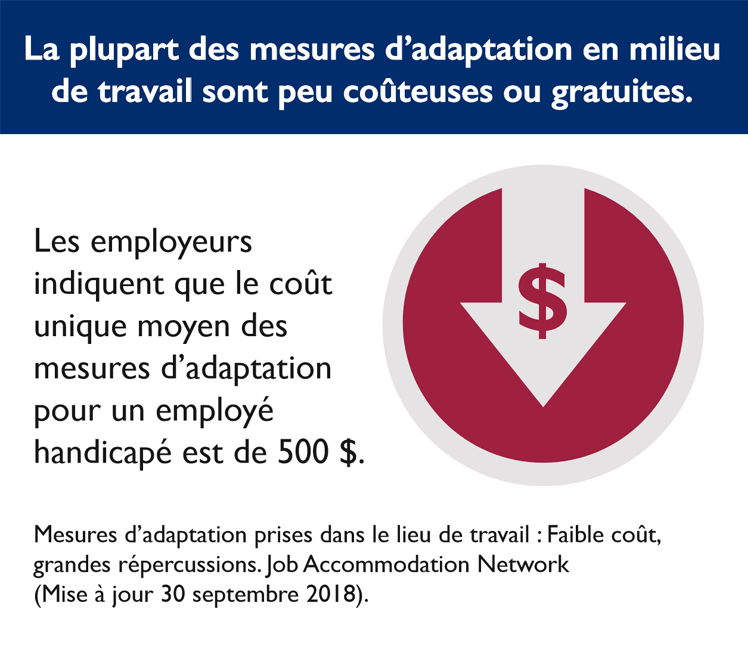 La plupart des mesures d’adaptation en milieu
de travail sont peu coûteuses ou gratuites.
Les employeurs
indiquent que le coût
unique moyen des
mesures d’adaptation
pour un employé
handicapé est de 500 $.
$
Mesures d’adaptation prises dans le lieu de travail : Faible coût,
grandes répercussions. Job Accommodation Network
(Mise à jour 30 septembre 2018).